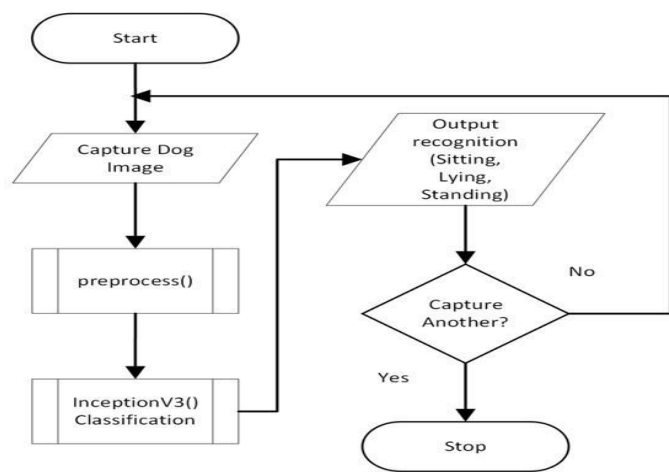 Start
Capture Dog
Image
preprocess()
InceptionV3()
Classification
Output
recognition
(Sitting,
Lying,
Standing)
Capture
Another?
No
Yes
Stop